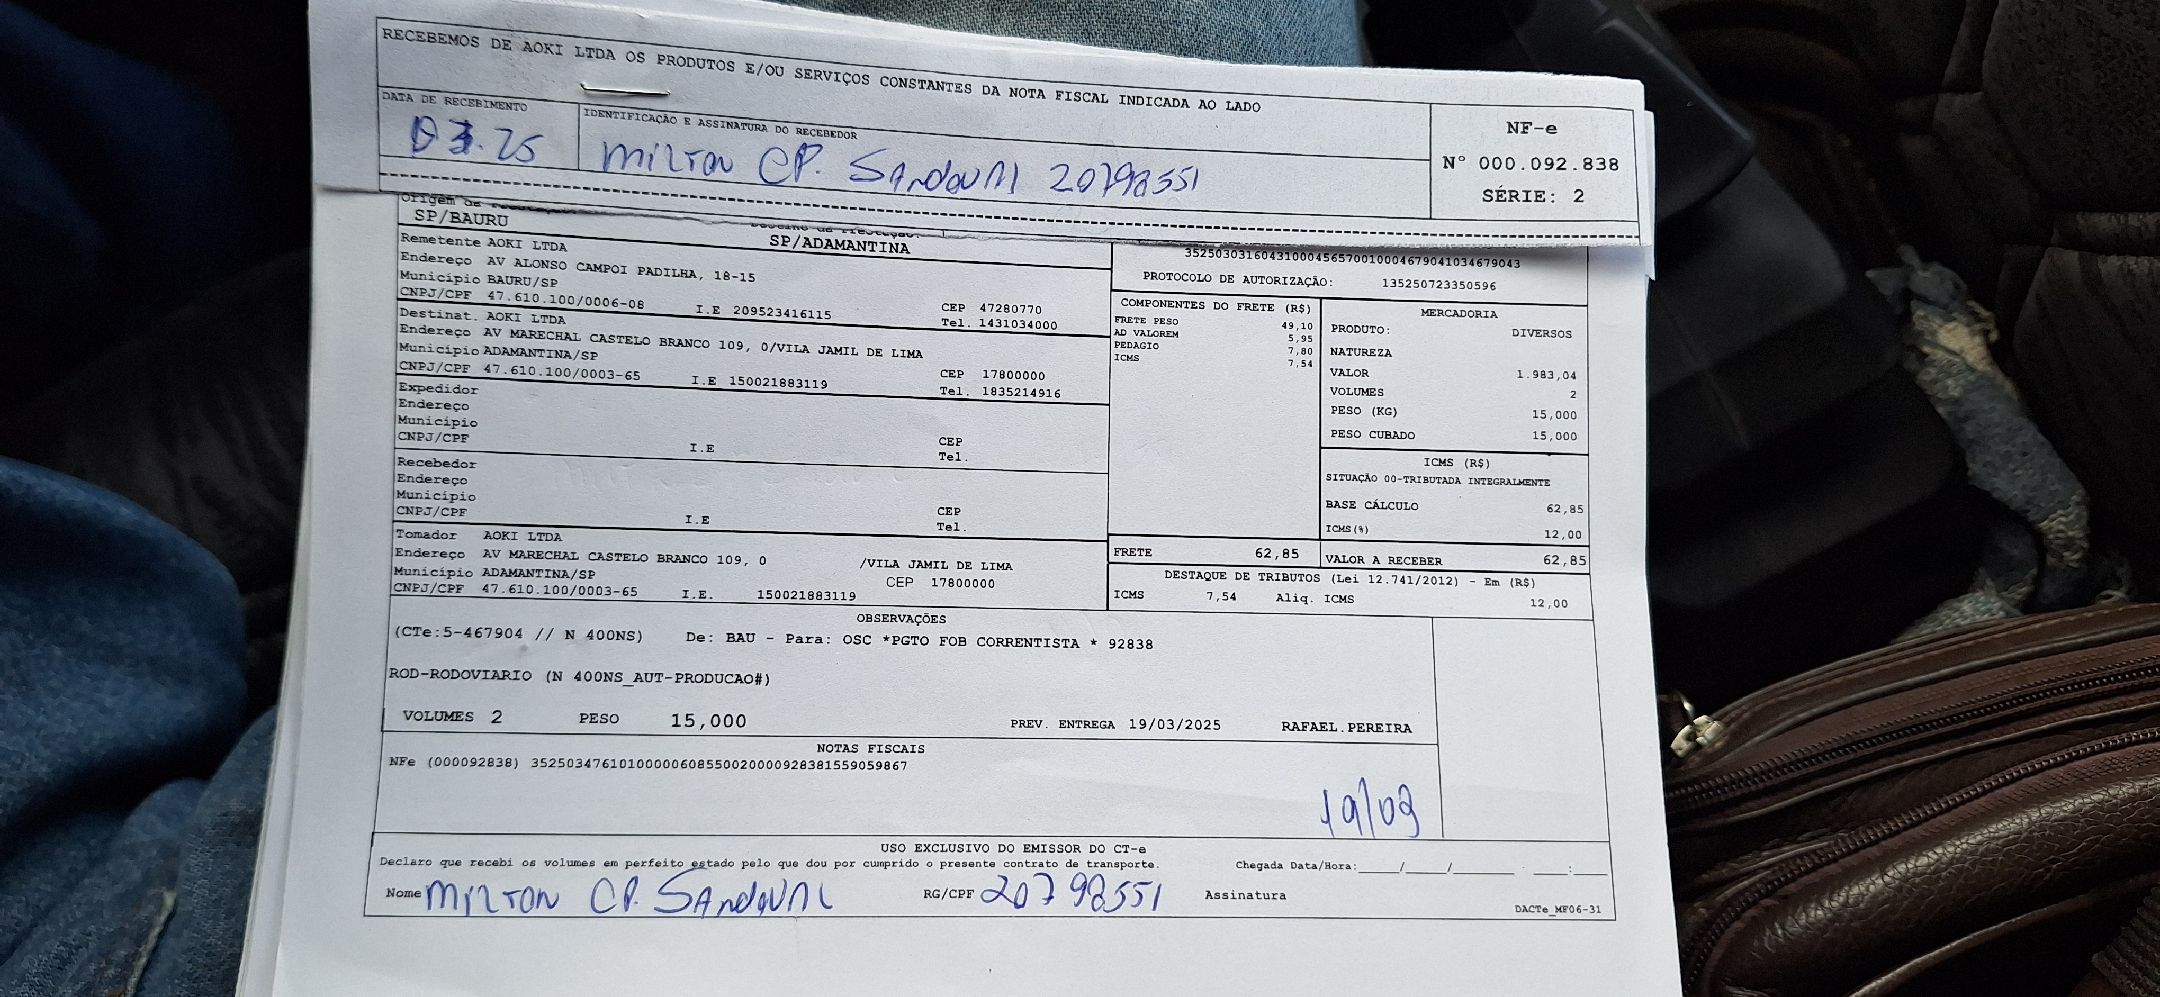 RECEBEMOS DE AOKI LTDA OS PRODUTOS E/OU SERVIÇOS CONSTANTES DA NOTA FISCAL INDICADA AO LADO
DATA DE RECEBIMENTO
IDENTIFICAÇÃO E ASSINATURA DO RECEBEDOR
Milton CP. Sandoval 20798551
NF-e
Nº 000.092.838
SÉRIE: 2
Origem da
SP/BAURU
SP/ADAMANTINA
Remetente AOKI LTDA
Endereço AV ALONSO CAMPOI PADILHA, 18-15
Município BAURU/SP
CNPJ/CPF 47.610.100/0006-08 I.E 209523416115
CEP 47280770
Tel. 1431034000
Destinat. AOKI LTDA
Endereço AV MARECHAL CASTELO BRANCO 109, 0/VILA JAMIL DE LIMA
Município ADAMANTINA/SP
CNPJ/CPF 47.610.100/0003-65 I.E 150021883119
CEP 17800000
Tel. 1835214916
Expedidor
Endereço
Município
CNPJ/CPF I.E
CEP
Tel.
Recebedor
Endereço
Município
CNPJ/CPF I.E
CEP
Tel.
Tomador AOKI LTDA
Endereço AV MARECHAL CASTELO BRANCO 109, 0 /VILA JAMIL DE LIMA
Município ADAMANTINA/SP CEP 17800000
CNPJ/CPF 47.610.100/0003-65 I.E. 150021883119
35250303160431000456570010004679041034679043
PROTOCOLO DE AUTORIZAÇÃO: 135250723350596
COMPONENTES DO FRETE (R$)
FRETE PESO 49,10
AD VALOREM 5,95
PEDAGIO 7,80
ICMS 7,54
MERCADORIA
PRODUTO: DIVERSOS
NATUREZA
VALOR 1.983,04
VOLUMES 2
PESO (KG) 15,000
PESO CUBADO 15,000
ICMS (R$)
SITUAÇÃO 00-TRIBUTADA INTEGRALMENTE
BASE CÁLCULO 62,85
ICMS(%) 12,00
FRETE 62,85
VALOR A RECEBER 62,85
DESTAQUE DE TRIBUTOS (Lei 12.741/2012) - Em (R$)
ICMS 7,54 Aliq. ICMS 12,00
OBSERVAÇÕES
(CTe:5-467904 // N 400NS) De: BAU - Para: OSC *PGTO FOB CORRENTISTA * 92838
ROD-RODOVIARIO (N 400NS_AUT-PRODUCAO#)
VOLUMES 2 PESO 15,000 PREV. ENTREGA 19/03/2025 RAFAEL.PEREIRA
NOTAS FISCAIS
NFe (000092838) 35250347610100000608550020000928381559059867
19/03
USO EXCLUSIVO DO EMISSOR DO CT-e
Declaro que recebi os volumes em perfeito estado pelo que dou por cumprido o presente contrato de transporte.
Chegada Data/Hora:____/____/______ ___:___
Nome Milton CP. Sandoval RG/CPF 20798551 Assinatura
DACTe_MF06-31